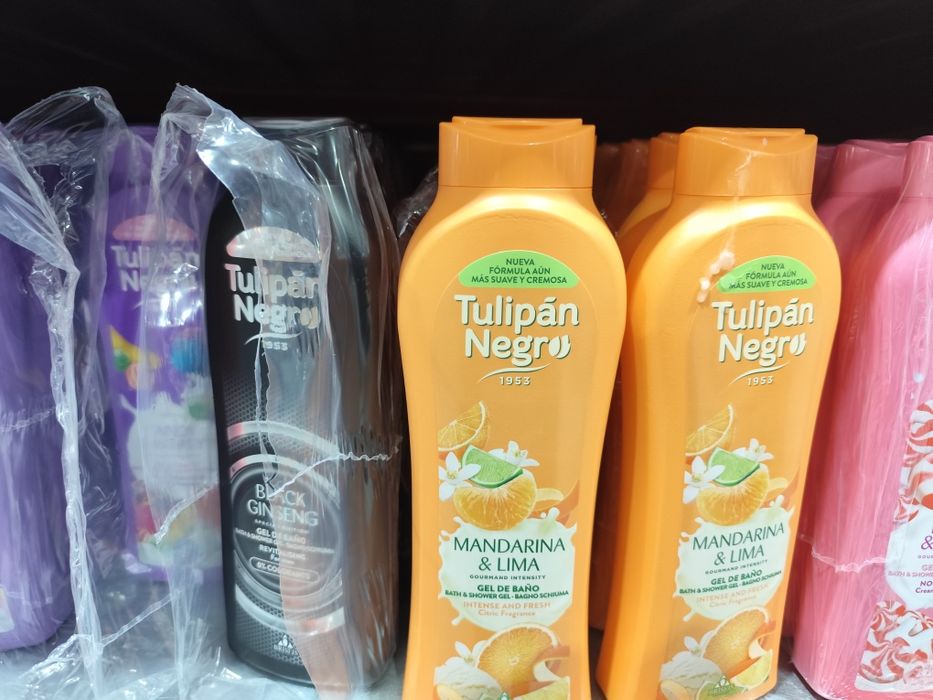 Tulipán
Tulipán
Negro
1953
BLACK
GINSENG
GEL DE BAÑO
NUEVA
FÓRMULA AÚN
MÁS SUAVE Y CREMOSA
Tulipán
Negro
1953
MANDARINA
& LIMA
GOURMAND INTENSITY
GEL DE BAÑO
BATH & SHOWER GEL - BAGNO SCHIUMA
INTENSE AND FRESH
Citric Fragrance
NUEVA
FÓRMULA AÚN
MÁS SUAVE Y CREMOSA
Tulipán
Negro
1953
MANDARINA
& LIMA
GOURMAND INTENSITY
GEL DE BAÑO
BATH & SHOWER GEL - BAGNO SCHIUMA
INTENSE AND FRESH
Citric Fragrance
&
BATH & SHOWER